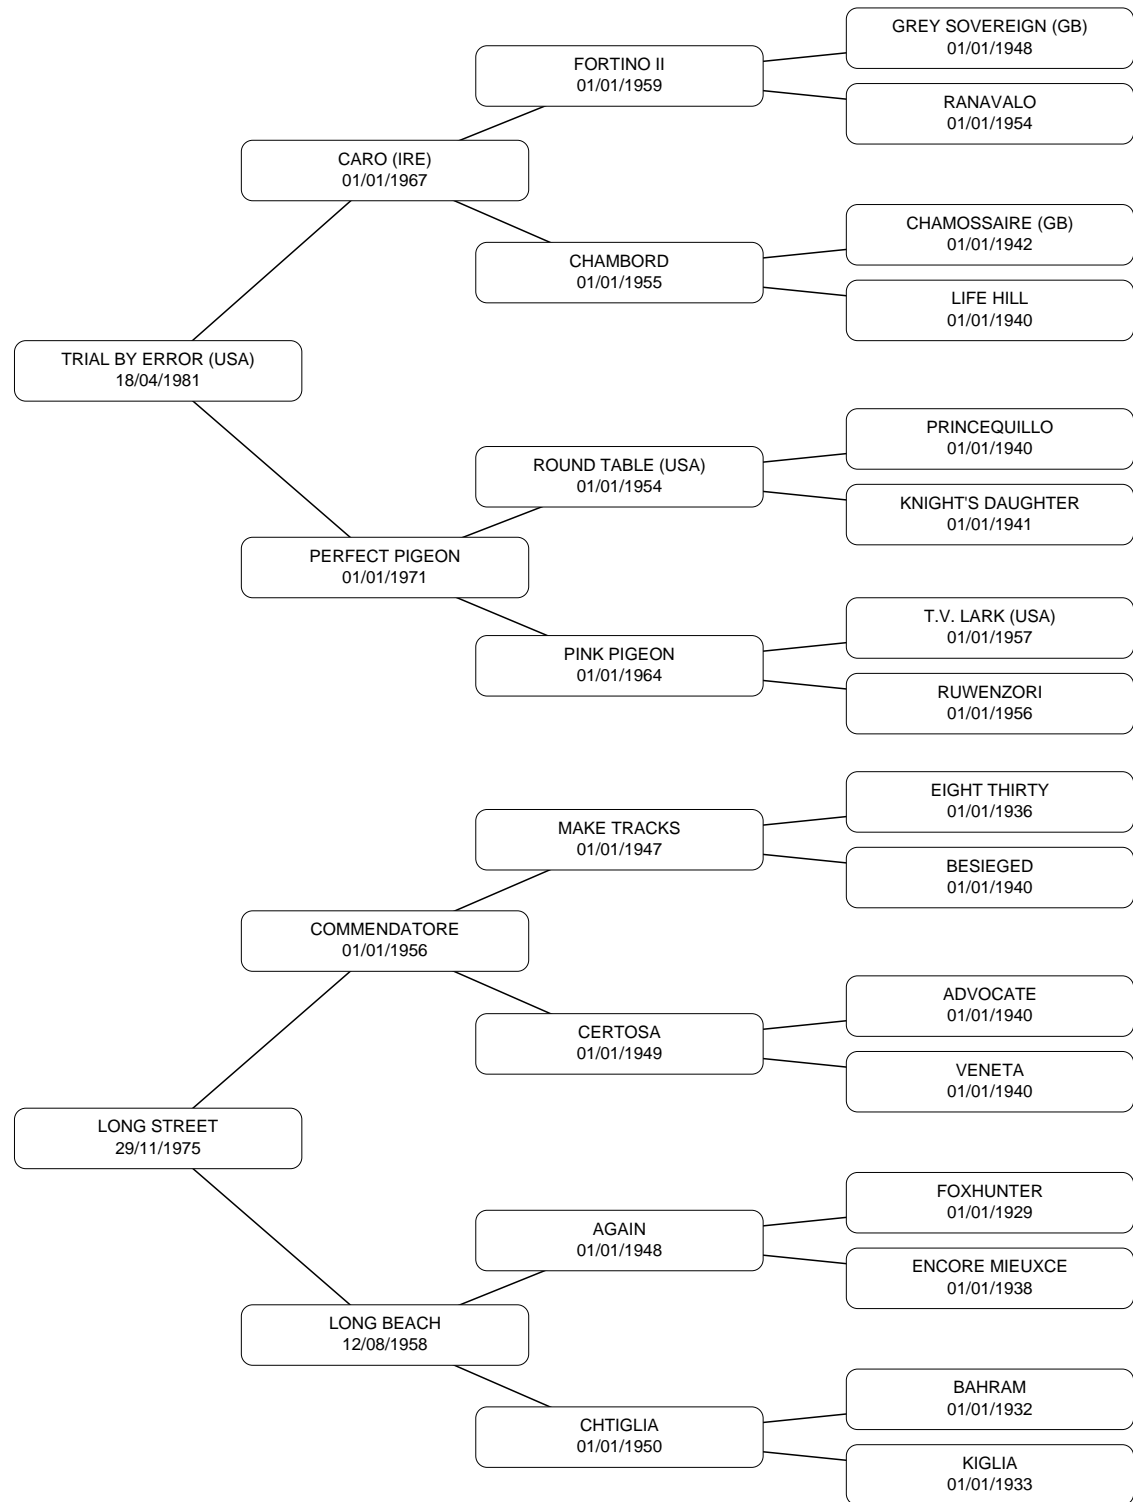 GREY SOVEREIGN (GB)
01/01/1948
FORTINO II
01/01/1959
RANAVALO
01/01/1954
CARO (IRE)
01/01/1967
CHAMOSSAIRE (GB)
01/01/1942
CHAMBORD
01/01/1955
LIFE HILL
01/01/1940
TRIAL BY ERROR (USA)
18/04/1981
PRINCEQUILLO
01/01/1940
ROUND TABLE (USA)
01/01/1954
KNIGHT'S DAUGHTER
01/01/1941
PERFECT PIGEON
01/01/1971
T.V. LARK (USA)
01/01/1957
PINK PIGEON
01/01/1964
RUWENZORI
01/01/1956
EIGHT THIRTY
01/01/1936
MAKE TRACKS
01/01/1947
BESIEGED
01/01/1940
COMMENDATORE
01/01/1956
ADVOCATE
01/01/1940
CERTOSA
01/01/1949
VENETA
01/01/1940
LONG STREET
29/11/1975
FOXHUNTER
01/01/1929
AGAIN
01/01/1948
ENCORE MIEUXCE
01/01/1938
LONG BEACH
12/08/1958
BAHRAM
01/01/1932
CHTIGLIA
01/01/1950
KIGLIA
01/01/1933